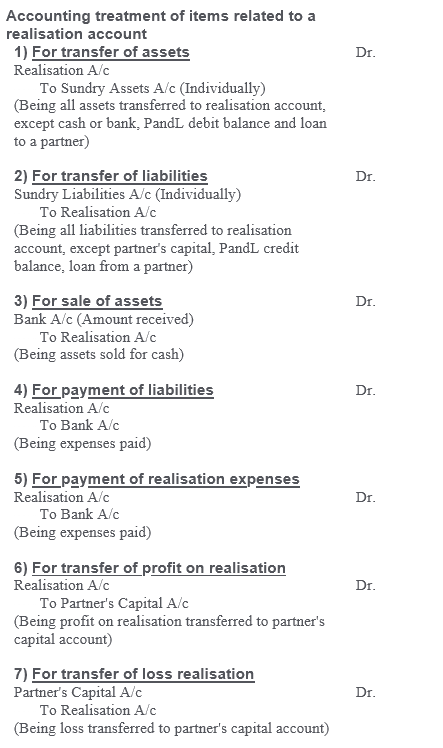 Accounting treatment of items related to a
realisation account
1) For transfer of assets Dr.
Realisation A/c
To Sundry Assets A/c (Individually)
(Being all assets transferred to realisation account,
except cash or bank, PandL debit balance and loan
to a partner)
2) For transfer of liabilities Dr.
Sundry Liabilities A/c (Individually)
To Realisation A/c
(Being all liabilities transferred to realisation
account, except partner's capital, PandL credit
balance, loan from a partner)
3) For sale of assets Dr.
Bank A/c (Amount received)
To Realisation A/c
(Being assets sold for cash)
4) For payment of liabilities Dr.
Realisation A/c
To Bank A/c
(Being expenses paid)
5) For payment of realisation expenses
Realisation A/c Dr.
To Bank A/c
(Being expenses paid)
6) For transfer of profit on realisation
Realisation A/c Dr.
To Partner's Capital A/c
(Being profit on realisation transferred to partner's
capital account)
7) For transfer of loss realisation
Partner's Capital A/c Dr.
To Realisation A/c
(Being loss transferred to partner's capital account)